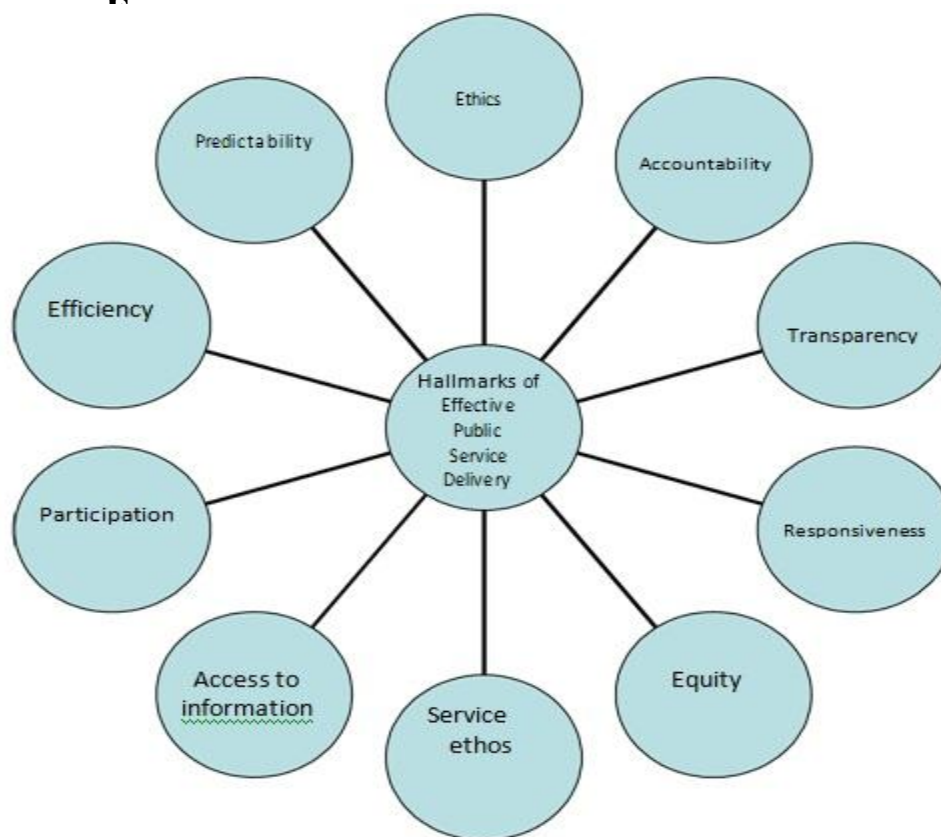 Ethics
Predictability
Accountability
Efficiency
Transparency
Hallmarks of
Effective
Public
Service
Delivery
Participation
Responsiveness
Access to
information
Equity
Service
ethos